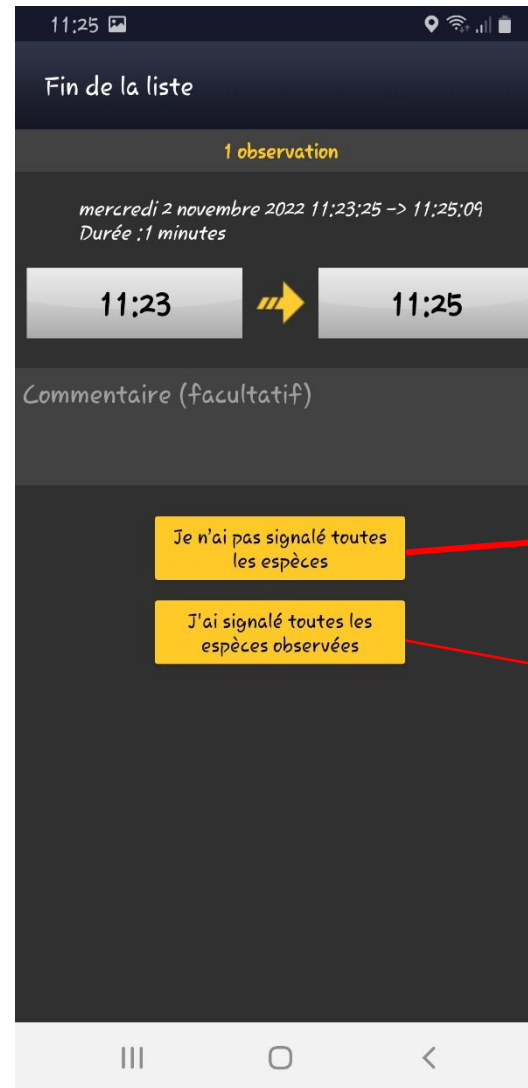 11:25
Fin de la liste
1 observation
mercredi 2 novembre 2022 11:23:25 -> 11:25:09
Durée :1 minutes
11:23
11:25
Commentaire (facultatif)
Je n'ai pas signalé toutes
les espèces
J'ai signalé toutes les
espèces observées